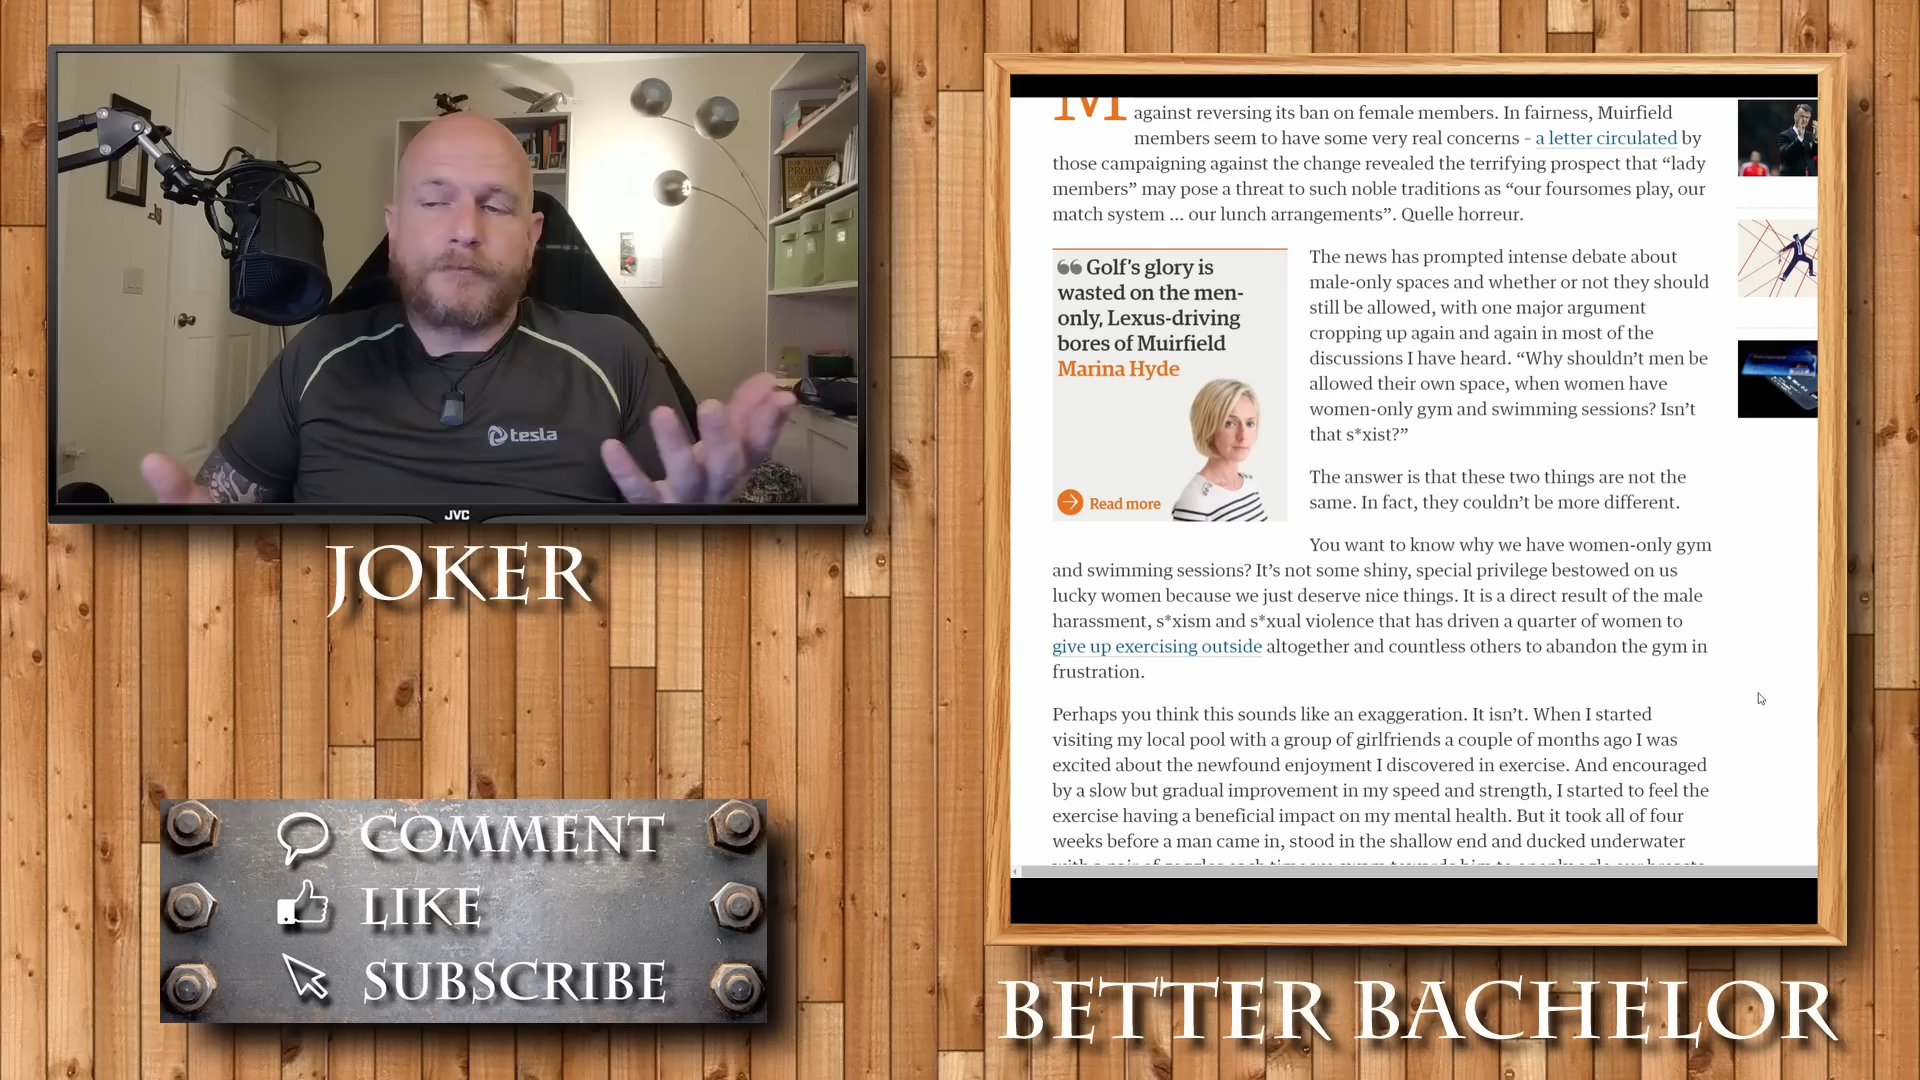 tesla
JVC
JOKER
COMMENT
LIKE
SUBSCRIBE
M
against reversing its ban on female members. In fairness, Muirfield
members seem to have some very real concerns – a letter circulated by
those campaigning against the change revealed the terrifying prospect that “lady
members” may pose a threat to such noble traditions as “our foursomes play, our
match system ... our lunch arrangements”. Quelle horreur.
Golf’s glory is
wasted on the men-
only, Lexus-driving
bores of Muirfield
Marina Hyde
Read more
The news has prompted intense debate about
male-only spaces and whether or not they should
still be allowed, with one major argument
cropping up again and again in most of the
discussions I have heard. “Why shouldn’t men be
allowed their own space, when women have
women-only gym and swimming sessions? Isn’t
that s*xist?”
The answer is that these two things are not the
same. In fact, they couldn’t be more different.
You want to know why we have women-only gym
and swimming sessions? It’s not some shiny, special privilege bestowed on us
lucky women because we just deserve nice things. It is a direct result of the male
harassment, s*xism and s*xual violence that has driven a quarter of women to
give up exercising outside altogether and countless others to abandon the gym in
frustration.
Perhaps you think this sounds like an exaggeration. It isn’t. When I started
visiting my local pool with a group of girlfriends a couple of months ago I was
excited about the newfound enjoyment I discovered in exercise. And encouraged
by a slow but gradual improvement in my speed and strength, I started to feel the
exercise having a beneficial impact on my mental health. But it took all of four
weeks before a man came in, stood in the shallow end and ducked underwater
BETTER BACHELOR